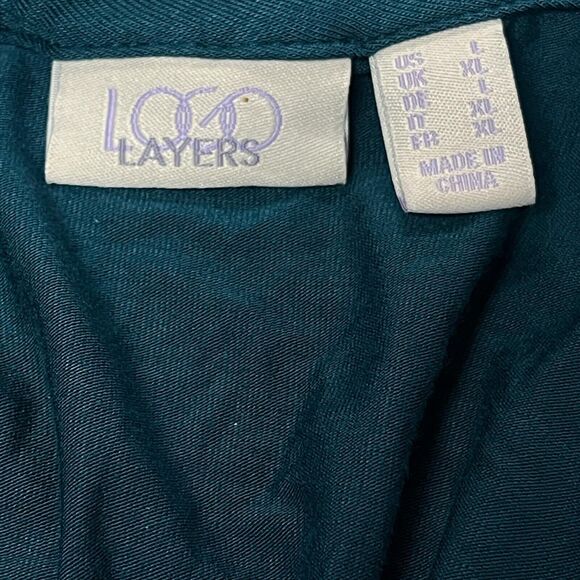 LOGO
LAYERS
US L
UK XL
DE L
IT XL
FR XL
MADE IN
CHINA